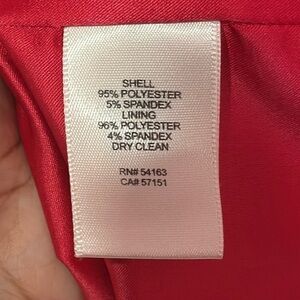 SHELL
95% POLYESTER
5% SPANDEX
LINING
96% POLYESTER
4% SPANDEX
DRY CLEAN
RN# 54163
CA# 57151